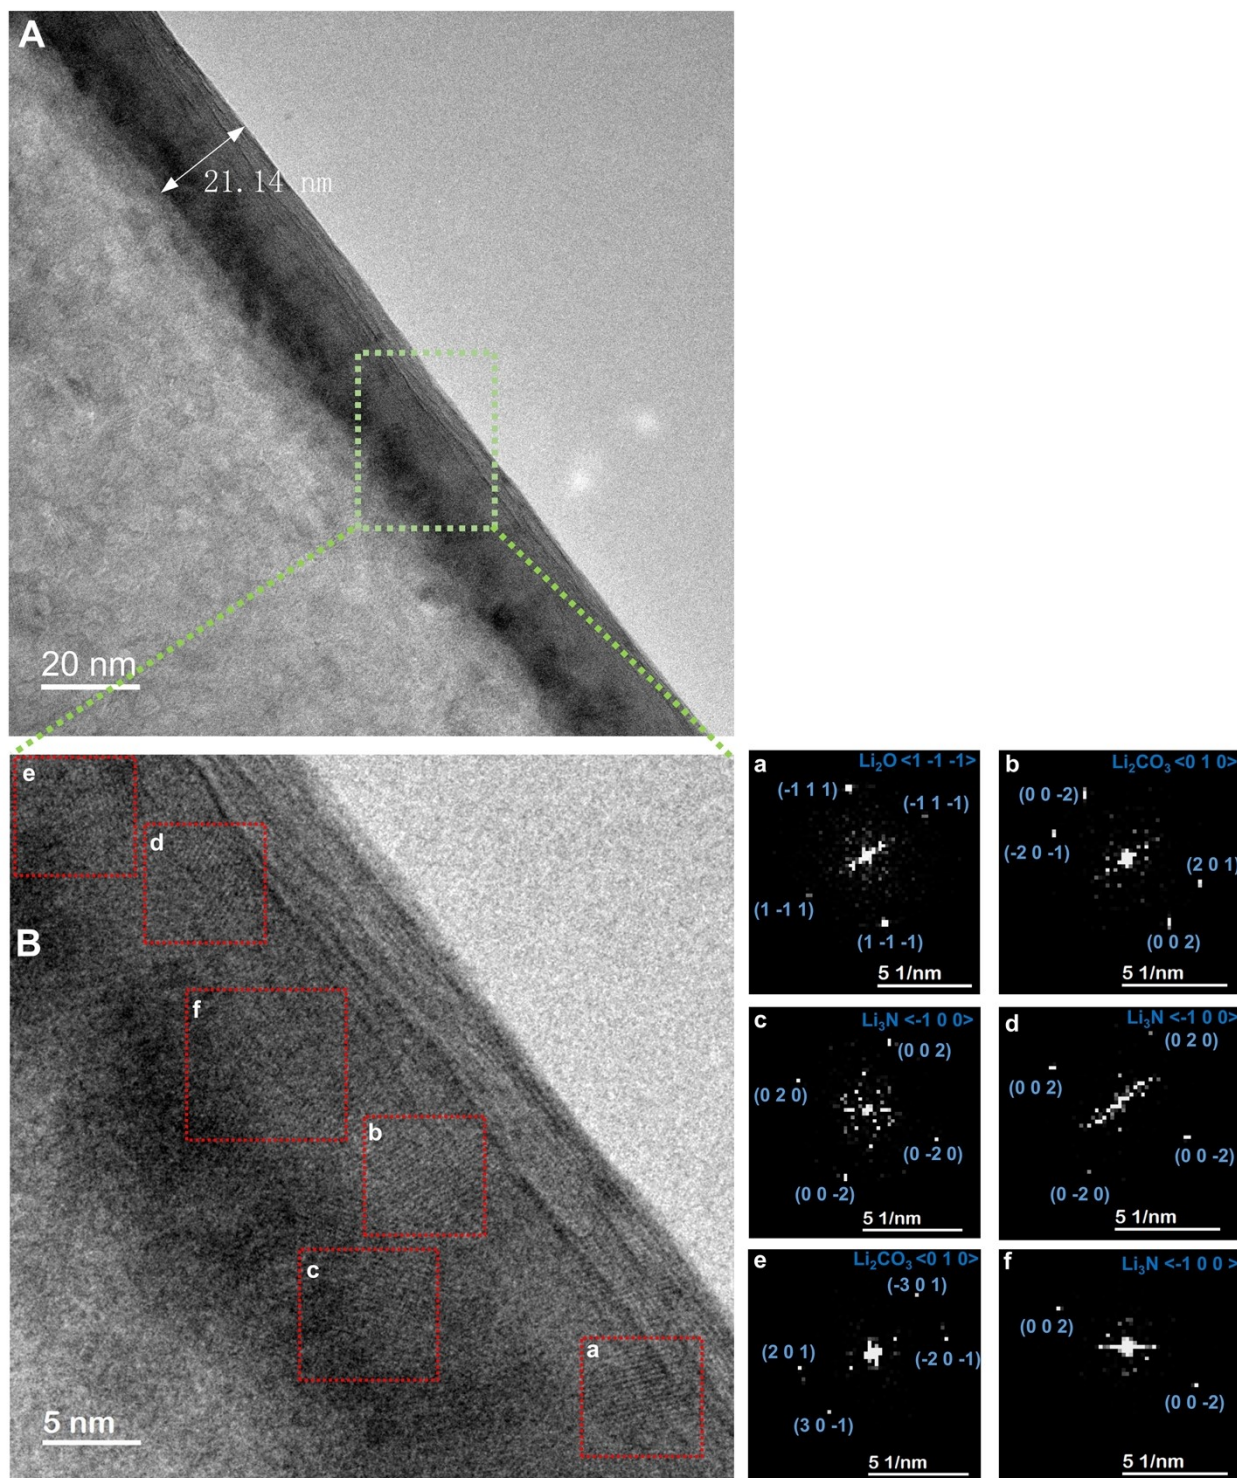 A
21.14 nm
20 nm
B
e
d
f
b
c
a
5 nm
a
Li₂O <1 -1 -1>
(-1 1 1)
(-1 1 -1)
(1 -1 1)
(1 -1 -1)
5 1/nm
b
Li₂CO₃ <0 1 0>
(0 0 -2)
(-2 0 -1)
(2 0 1)
(0 0 2)
5 1/nm
c
Li₃N <-1 0 0>
(0 0 2)
(0 2 0)
(0 -2 0)
(0 0 -2)
5 1/nm
d
Li₃N <-1 0 0>
(0 2 0)
(0 0 2)
(0 0 -2)
(0 -2 0)
5 1/nm
e
Li₂CO₃ <0 1 0>
(-3 0 1)
(2 0 1)
(-2 0 -1)
(3 0 -1)
5 1/nm
f
Li₃N <-1 0 0>
(0 0 2)
(0 0 -2)
5 1/nm